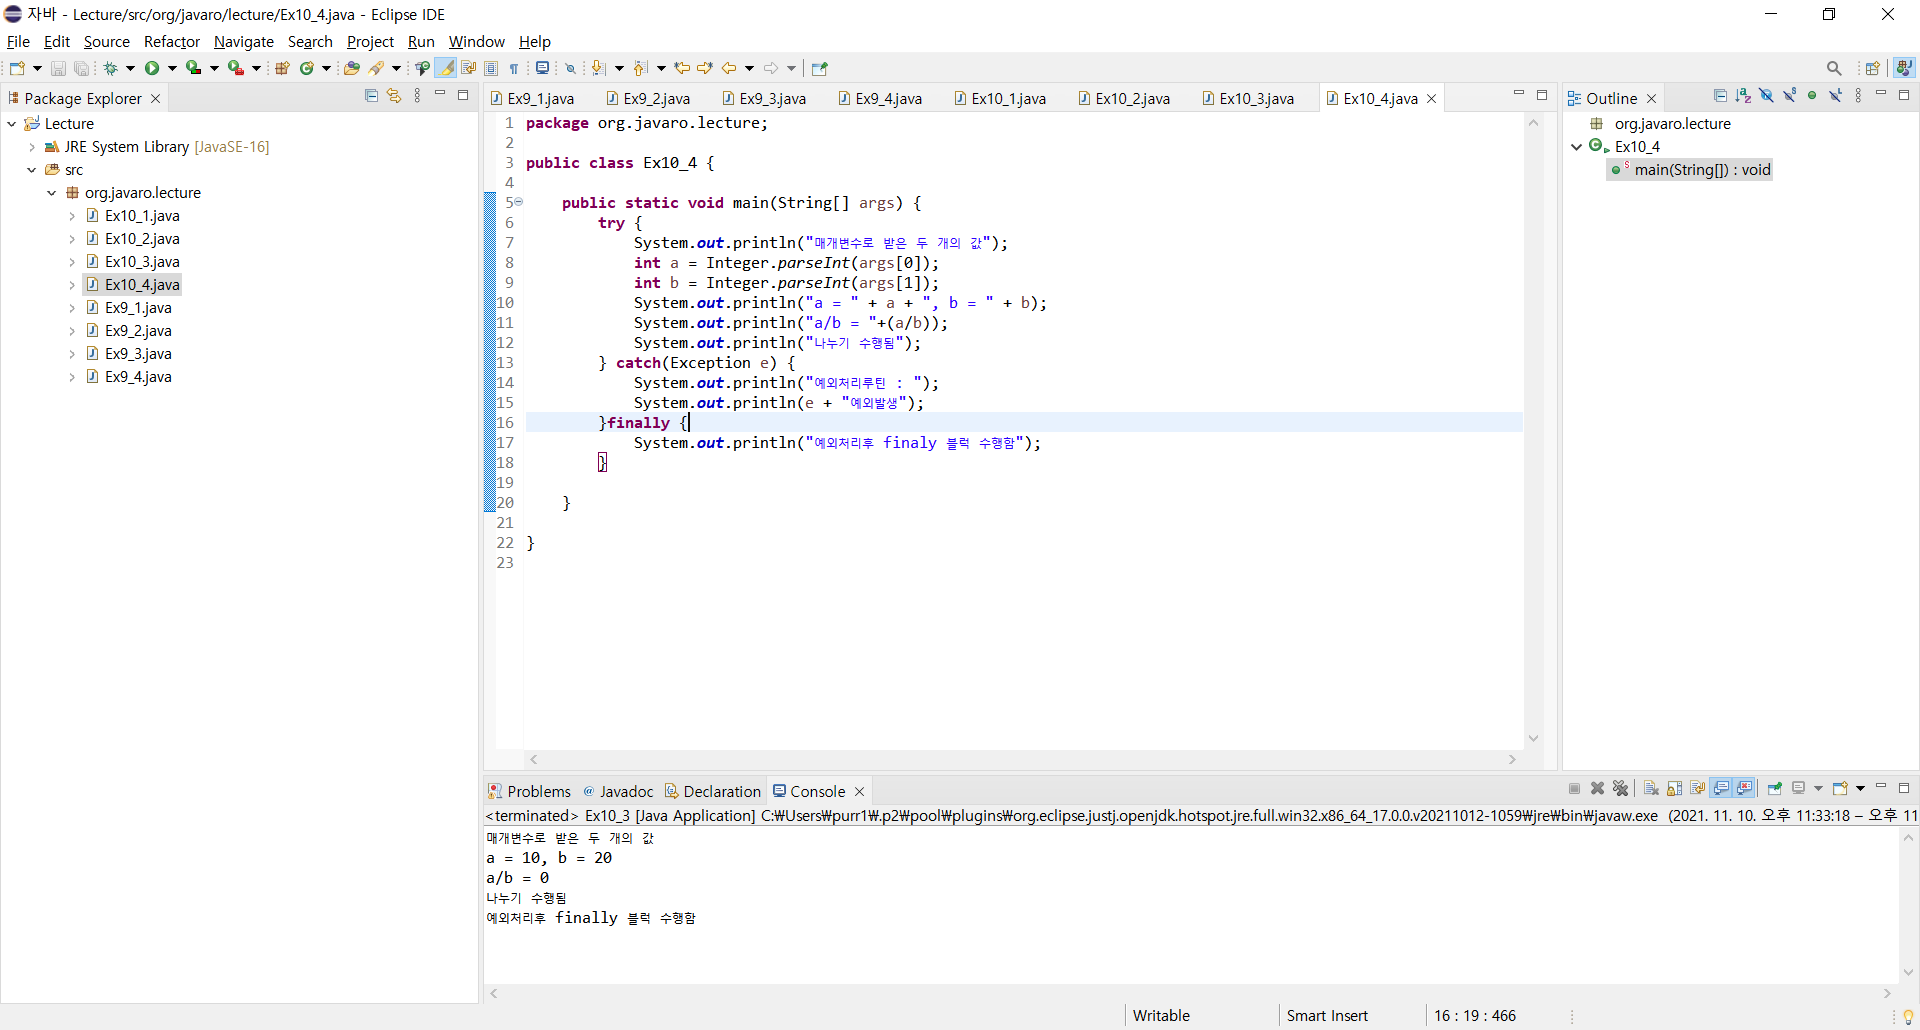 자바 - Lecture/src/org/javaro/lecture/Ex10_4.java - Eclipse IDE
File Edit Source Refactor Navigate Search Project Run Window Help
Package Explorer
Lecture
JRE System Library [JavaSE-16]
src
org.javaro.lecture
Ex10_1.java
Ex10_2.java
Ex10_3.java
Ex10_4.java
Ex9_1.java
Ex9_2.java
Ex9_3.java
Ex9_4.java
Ex9_1.java Ex9_2.java Ex9_3.java Ex9_4.java Ex10_1.java Ex10_2.java Ex10_3.java Ex10_4.java
1 package org.javaro.lecture;
2
3 public class Ex10_4 {
4
5 public static void main(String[] args) {
6 try {
7 System.out.println("매개변수로 받은 두 개의 값");
8 int a = Integer.parseInt(args[0]);
9 int b = Integer.parseInt(args[1]);
10 System.out.println("a = " + a + ", b = " + b);
11 System.out.println("a/b = "+(a/b));
12 System.out.println("나누기 수행됨");
13 } catch(Exception e) {
14 System.out.println("예외처리루틴 : ");
15 System.out.println(e + "예외발생");
16 }finally {
17 System.out.println("예외처리후 finaly 블럭 수행함");
18 }
19
20 }
21
22 }
23
Outline
org.javaro.lecture
Ex10_4
main(String[]) : void
Problems Javadoc Declaration Console
<terminated> Ex10_3 [Java Application] C:₩Users₩purr1₩.p2₩pool₩plugins₩org.eclipse.justj.openjdk.hotspot.jre.full.win32.x86_64_17.0.0.v20211012-1059₩jre₩bin₩javaw.exe (2021. 11. 10. 오후 11:33:18 – 오후 11
매개변수로 받은 두 개의 값
a = 10, b = 20
a/b = 0
나누기 수행됨
예외처리후 finally 블럭 수행함
Writable Smart Insert 16 : 19 : 466